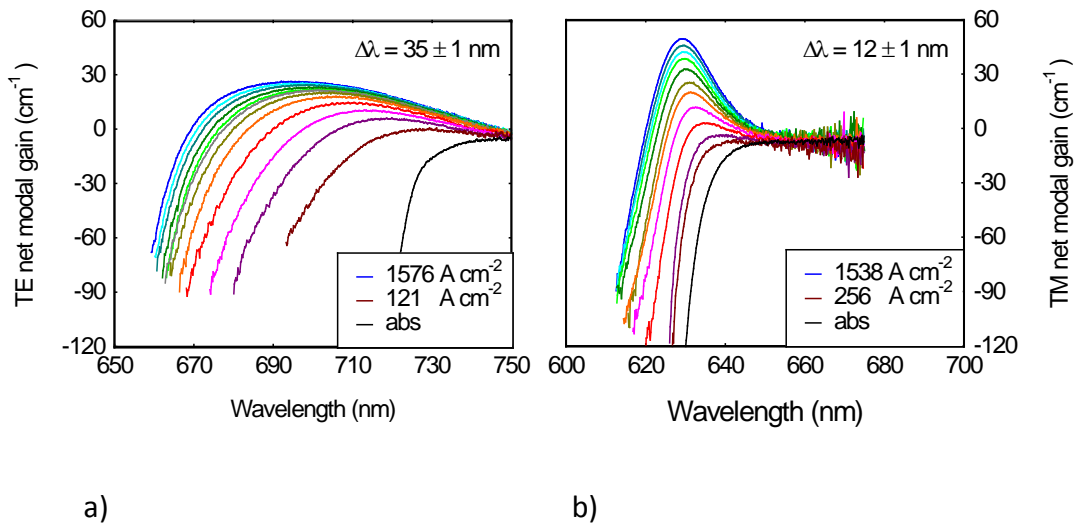 60
30
0
-30
-60
-90
-120
TE net modal gain (cm⁻¹)
Δλ = 35 ± 1 nm
1576 A cm⁻²
121 A cm⁻²
abs
650 670 690 710 730 750
Wavelength (nm)
a)
Δλ = 12 ± 1 nm
1538 A cm⁻²
256 A cm⁻²
abs
600 620 640 660 680 700
Wavelength (nm)
60
30
0
-30
-60
-90
-120
TM net modal gain (cm⁻¹)
b)